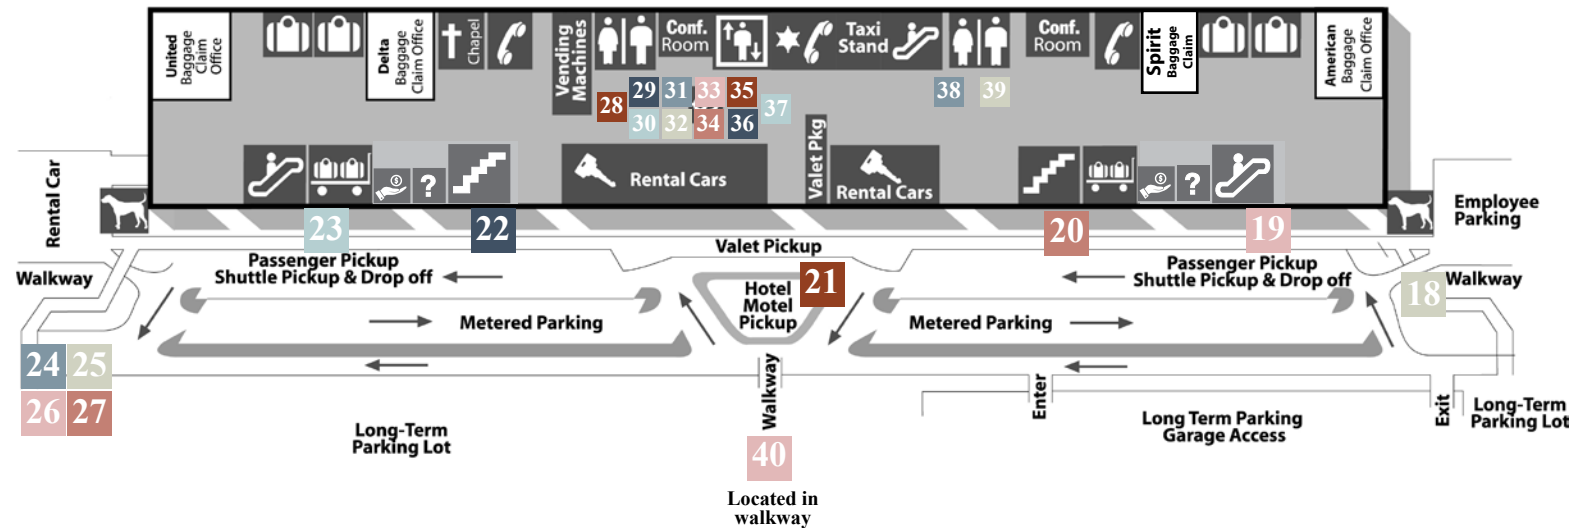 United
Baggage
Claim
Office
Delta
Baggage
Claim Office
Chapel
Vending
Machines
Conf.
Room
Taxi
Stand
Conf.
Room
Spirit
Baggage
Claim
American
Baggage
Claim Office
28
29
31
33
35
37
30
32
34
36
38
39
$
?
Rental Cars
Valet Pkg
Rental Cars
$
?
Rental Car
Employee
Parking
23
22
20
19
Valet Pickup
Walkway
Passenger Pickup
Shuttle Pickup & Drop off
Hotel
Motel
Pickup
21
Passenger Pickup
Shuttle Pickup & Drop off
18
Walkway
Metered Parking
Metered Parking
24
25
26
27
Walkway
Enter
Exit
Long-Term
Parking Lot
Long Term Parking
Garage Access
Long-Term
Parking Lot
40
Located in
walkway